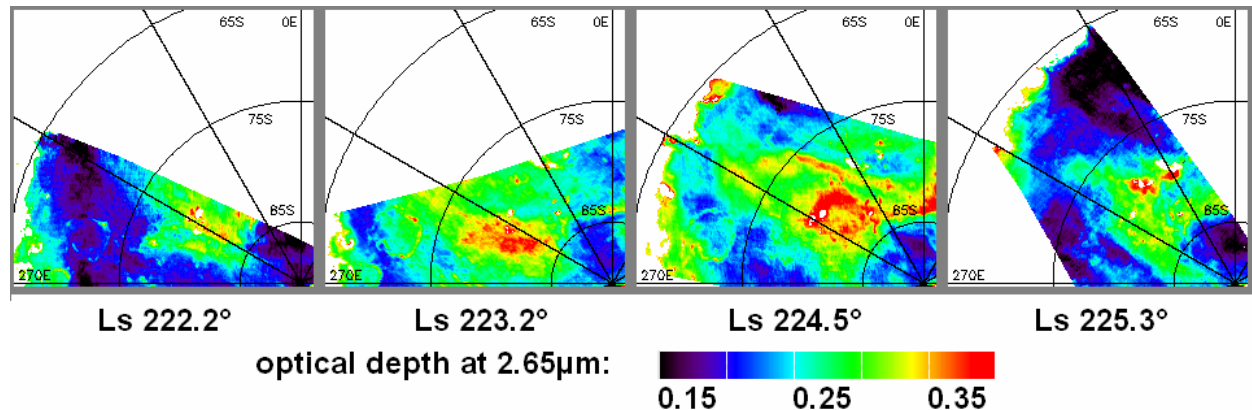 65S 0E 65S 0E 65S 0E 65S 0E
75S 75S 75S 75S
85S 85S 85S 85S
270E 270E 270E 270E
Ls 222.2° Ls 223.2° Ls 224.5° Ls 225.3°
optical depth at 2.65µm:
0.15 0.25 0.35